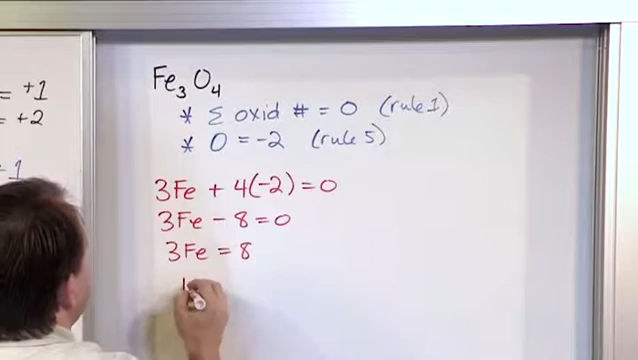 = +1
= +2
- 1
Fe₃O₄
* Σ oxid # = 0 (rule 1)
* O = -2 (rule 5)
3Fe + 4(-2) = 0
3Fe - 8 = 0
3Fe = 8